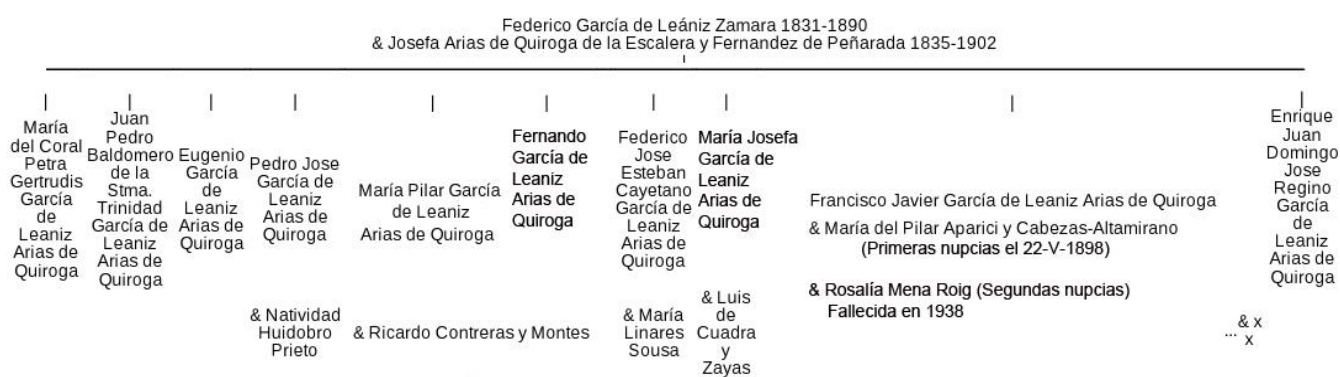 Federico García de Leániz Zamara 1831-1890
& Josefa Arias de Quiroga de la Escalera y Fernandez de Peñarada 1835-1902
María
del Coral
Petra
Gertrudis
García
de
Leaniz
Arias de
Quiroga
Juan
Pedro
Baldomero
de la
Stma.
Trinidad
García de
Leaniz
Arias de
Quiroga
Eugenio
García
de
Leaniz
Arias de
Quiroga
Pedro Jose
García de
Leaniz
Arias de
Quiroga
& Natividad
Huidobro
Prieto
María Pilar García
de Leaniz
Arias de Quiroga
& Ricardo Contreras y Montes
Fernando
García de
Leaniz
Arias de
Quiroga
Federico
Jose
Esteban
Cayetano
García de
Leaniz
Arias de
Quiroga
& María
Linares
Sousa
María Josefa
García de
Leaniz
Arias de
Quiroga
& Luis
de
Cuadra
y
Zayas
Francisco Javier García de Leaniz Arias de Quiroga
& María del Pilar Aparici y Cabezas-Altamirano
(Primeras nupcias el 22-V-1898)
& Rosalía Mena Roig (Segundas nupcias)
Fallecida en 1938
... & x
x
Enrique
Juan
Domingo
Jose
Regino
García
de
Leaniz
Arias de
Quiroga